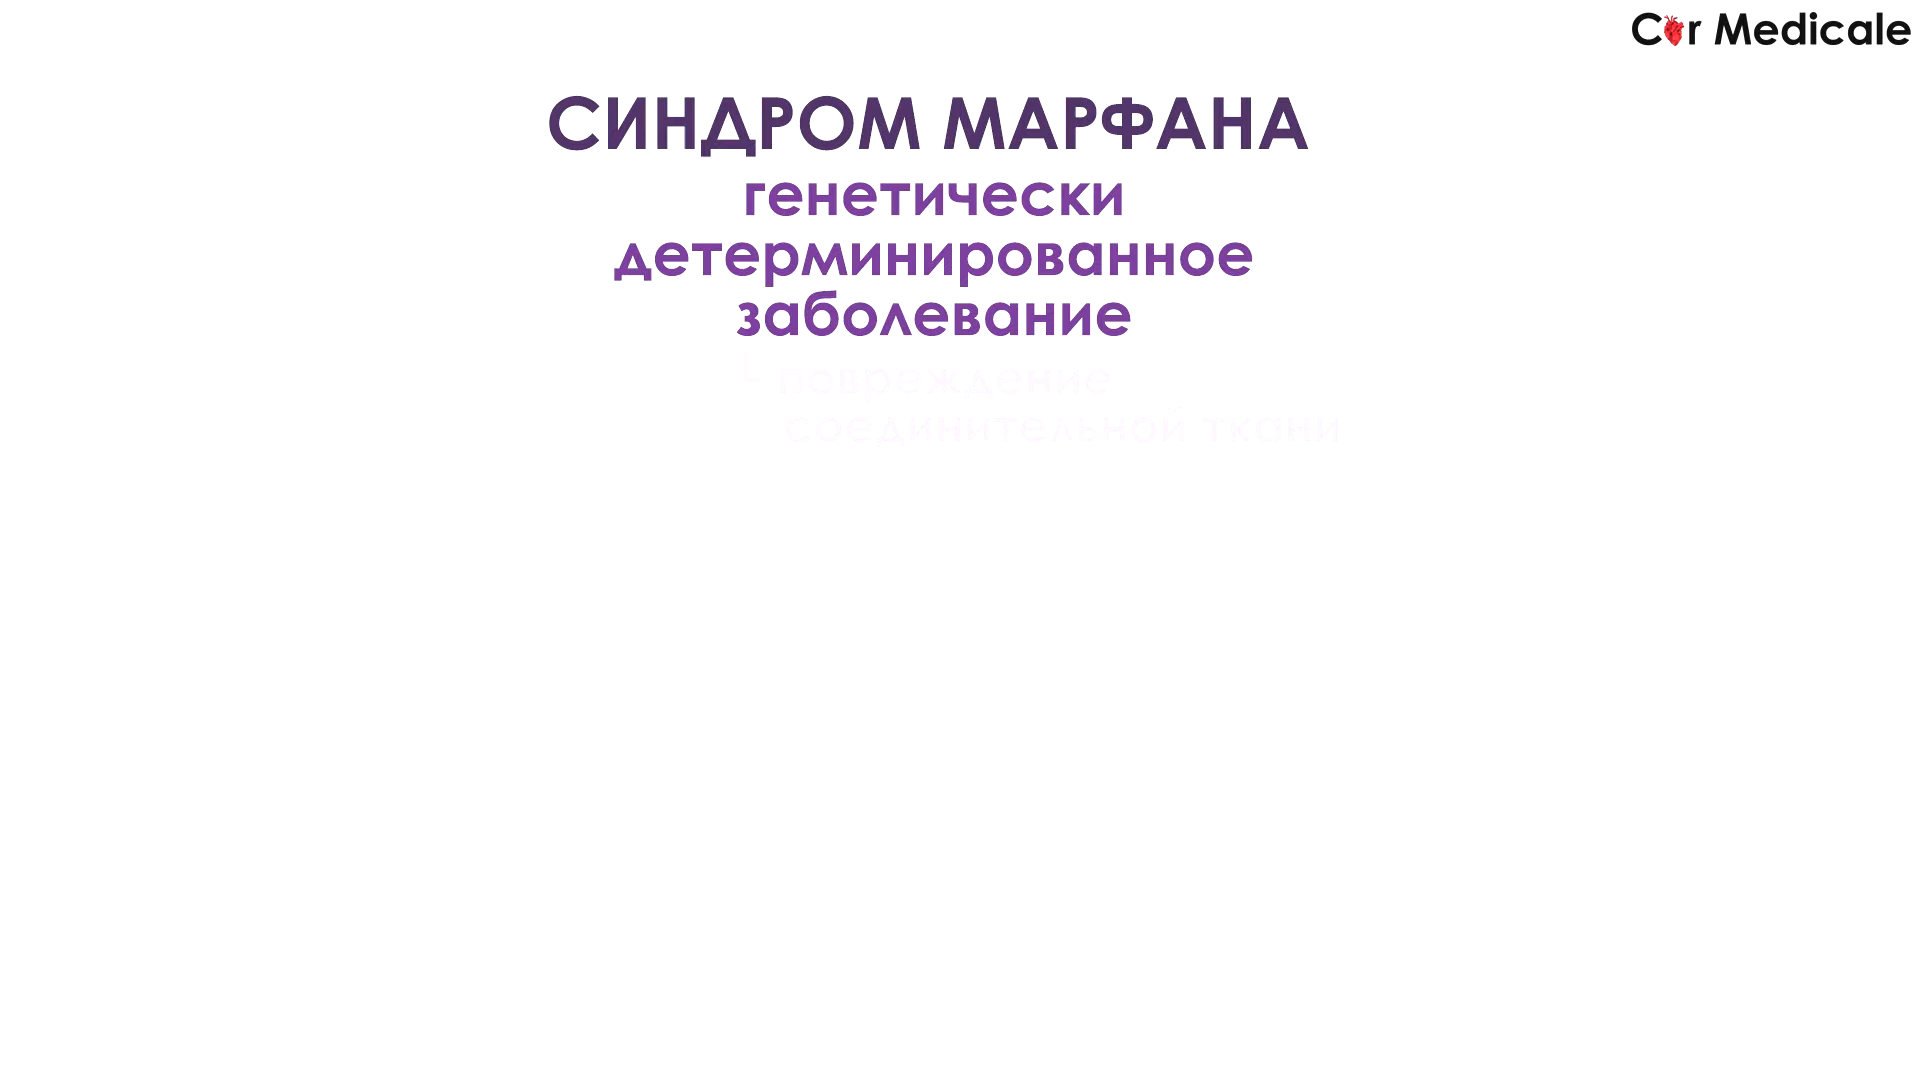 Cor Medicale
СИНДРОМ МАРФАНА
генетически
детерминированное
заболевание
└ повреждение
соединительной ткани